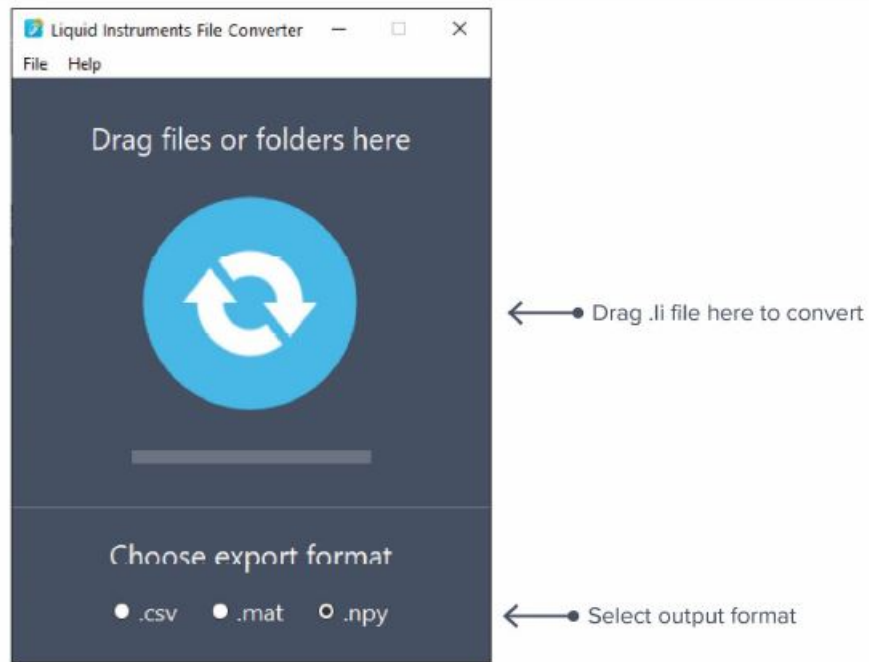 Liquid Instruments File Converter
File Help
Drag files or folders here
Drag .li file here to convert
Choose export format
.csv .mat .npy
Select output format